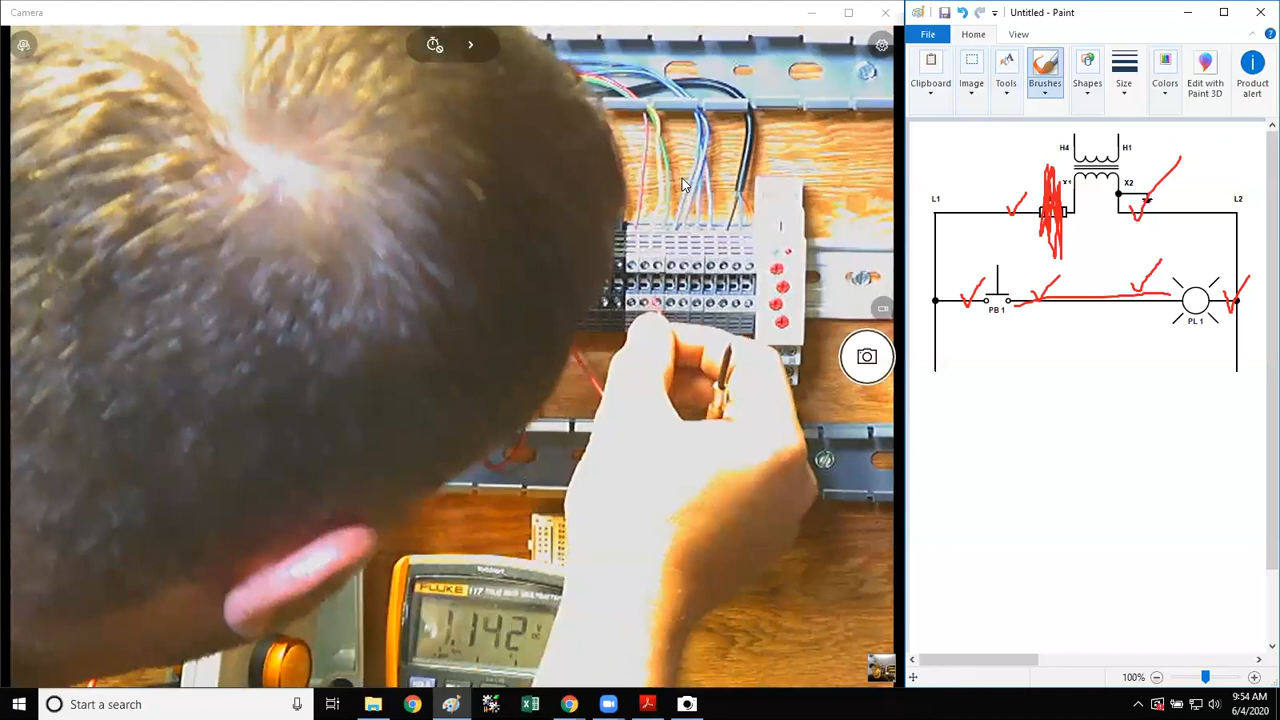 Camera
Untitled - Paint
File
Home
View
Clipboard
Image
Tools
Brushes
Shapes
Size
Colors
Edit with
Paint 3D
Product
alert
H4
H1
X1
X2
L1
L2
PB 1
PL 1
FLUKE
117
1.142
100%
Start a search
9:54 AM
6/4/2020